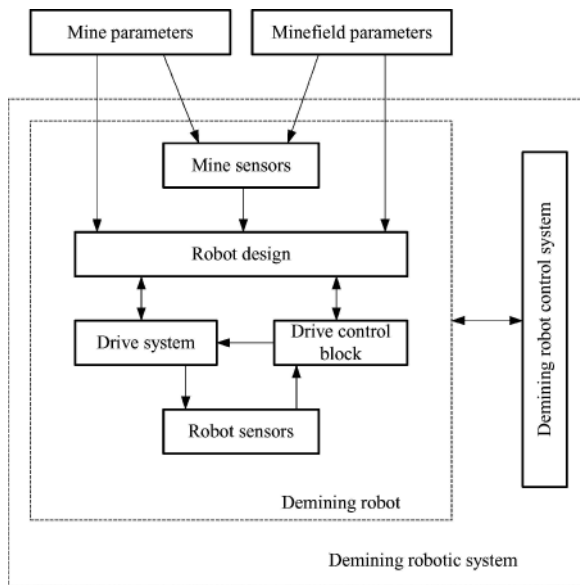 Mine parameters
Minefield parameters
Mine sensors
Robot design
Drive system
Drive control
block
Robot sensors
Demining robot
Demining robot control system
Demining robotic system